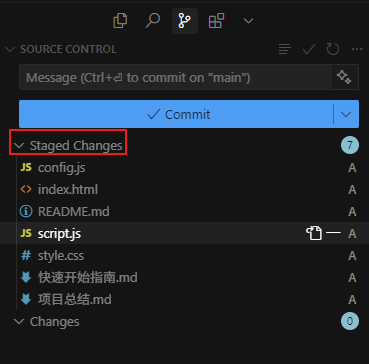 SOURCE CONTROL
Message (Ctrl+⏎ to commit on "main")
Commit
Staged Changes 7
JS config.js A
<> index.html A
README.md A
JS script.js A
# style.css A
快速开始指南.md A
项目总结.md A
Changes 0